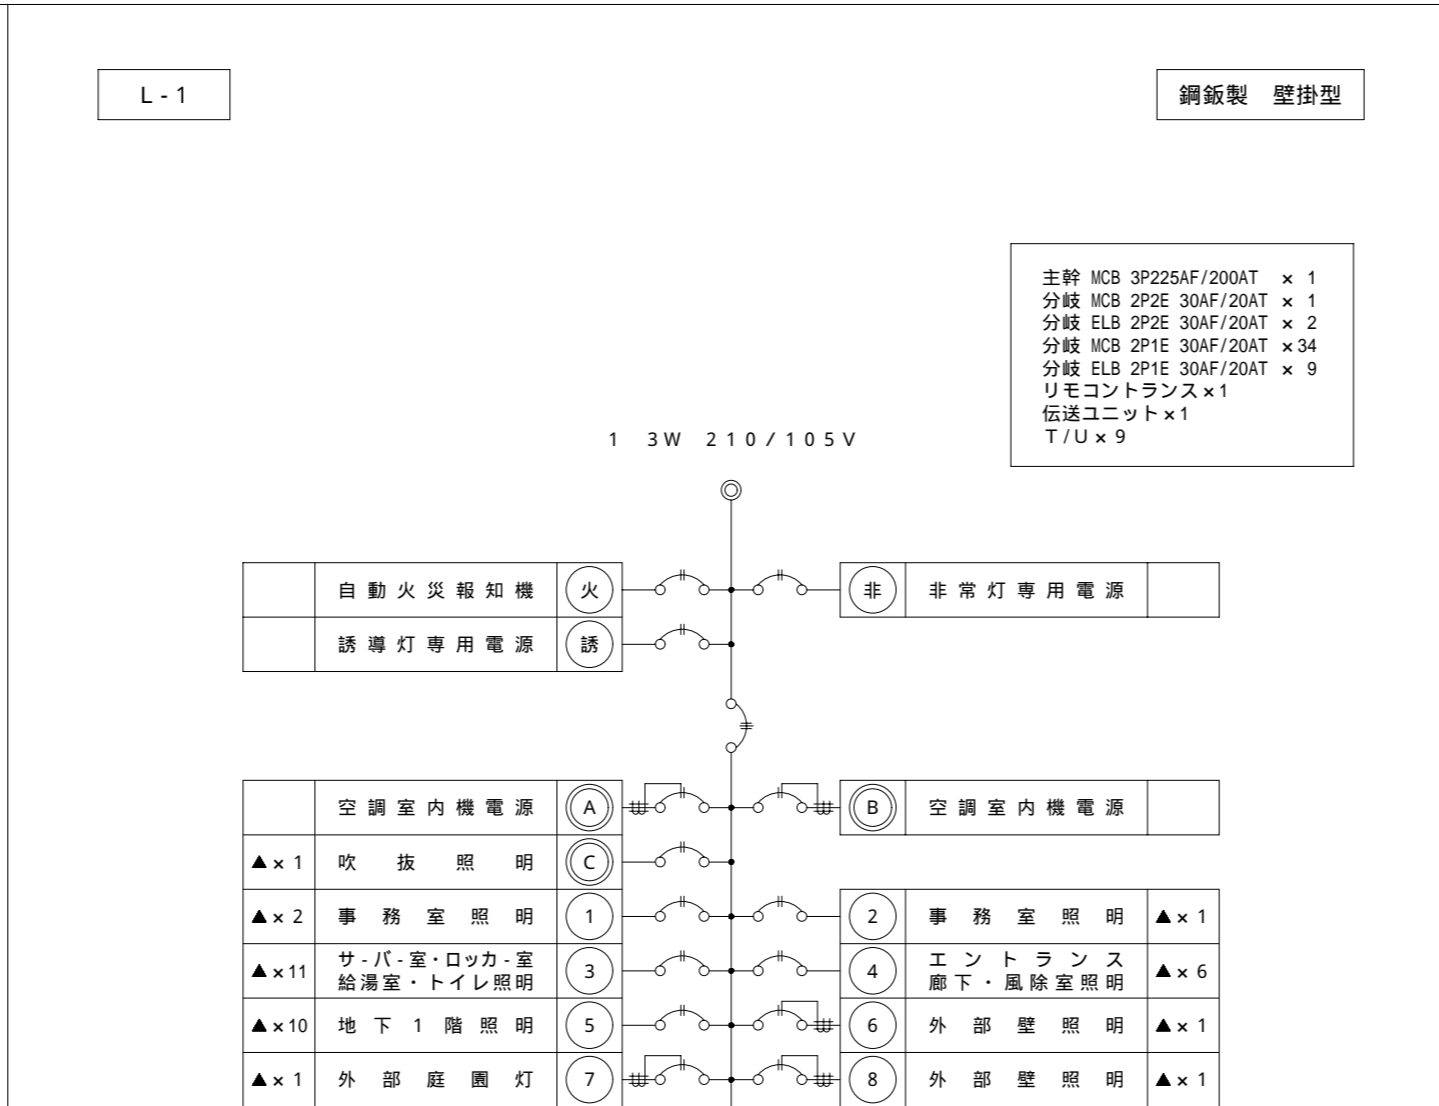 L-1
鋼鈑製 壁掛型
主幹 MCB 3P225AF/200AT × 1
分岐 MCB 2P2E 30AF/20AT × 1
分岐 ELB 2P2E 30AF/20AT × 2
分岐 MCB 2P1E 30AF/20AT ×34
分岐 ELB 2P1E 30AF/20AT × 9
リモコントランス×1
伝送ユニット×1
T/U×9
1 3W 210/105V
自動火災報知機 火 非 非常灯専用電源
誘導灯専用電源 誘
空調室内機電源 A B 空調室内機電源
▲×1 吹抜照明 C
▲×2 事務室照明 1 2 事務室照明 ▲×1
▲×11 サ-バ-室・ロッカ-室
給湯室・トイレ照明 3 4 エントランス
廊下・風除室照明 ▲×6
▲×10 地下1階照明 5 6 外部壁照明 ▲×1
▲×1 外部庭園灯 7 8 外部壁照明 ▲×1